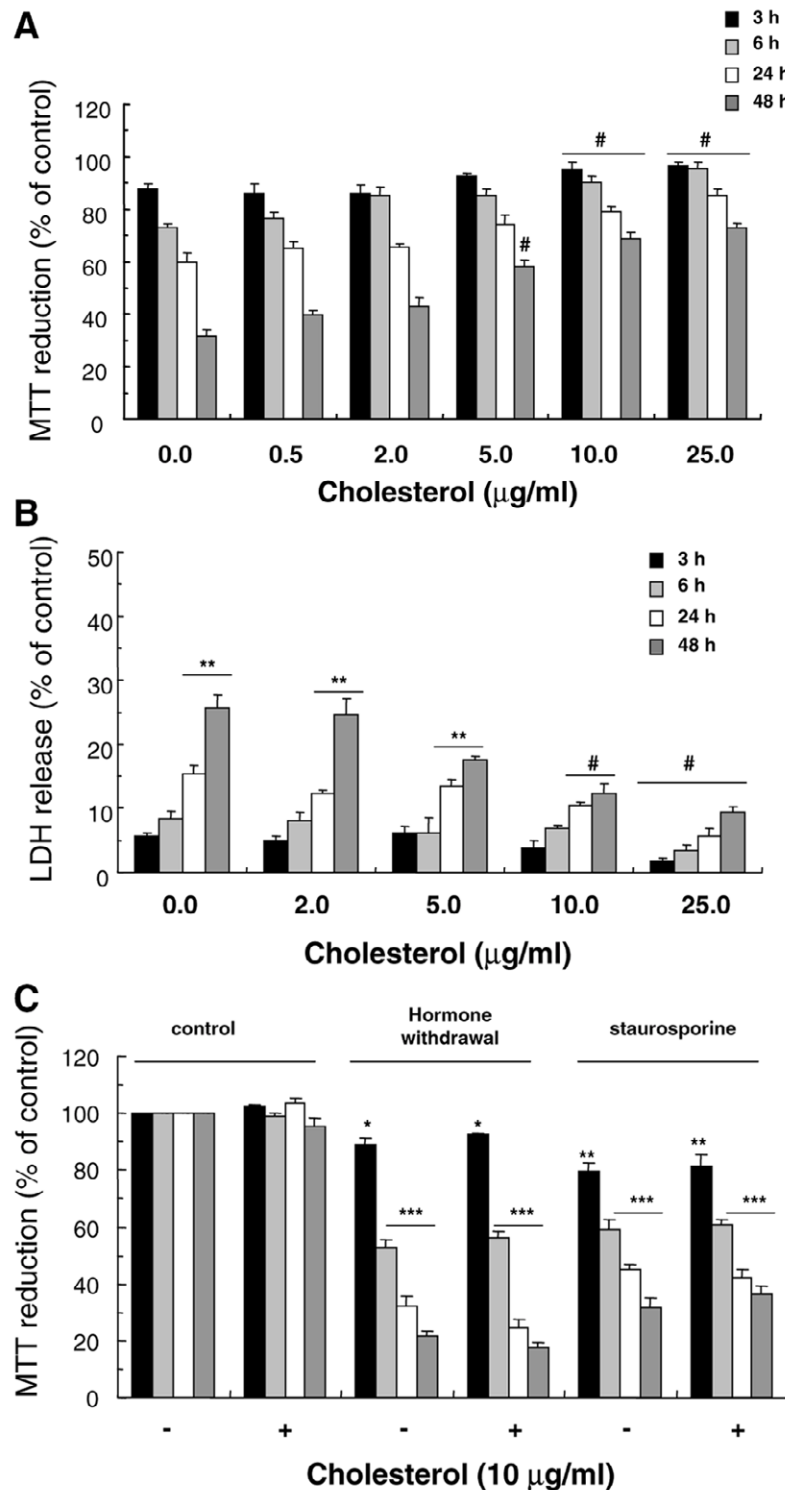 A
3 h
6 h
24 h
48 h
MTT reduction (% of control)
120
100
80
60
40
20
0
# # #
0.0 0.5 2.0 5.0 10.0 25.0
Cholesterol (μg/ml)
B
3 h
6 h
24 h
48 h
LDH release (% of control)
50
40
30
20
10
0
** ** ** # #
0.0 2.0 5.0 10.0 25.0
Cholesterol (μg/ml)
C
control
Hormone
withdrawal
staurosporine
MTT reduction (% of control)
120
100
80
60
40
20
0
* *** * *** ** *** ** ***
- + - + - +
Cholesterol (10 μg/ml)